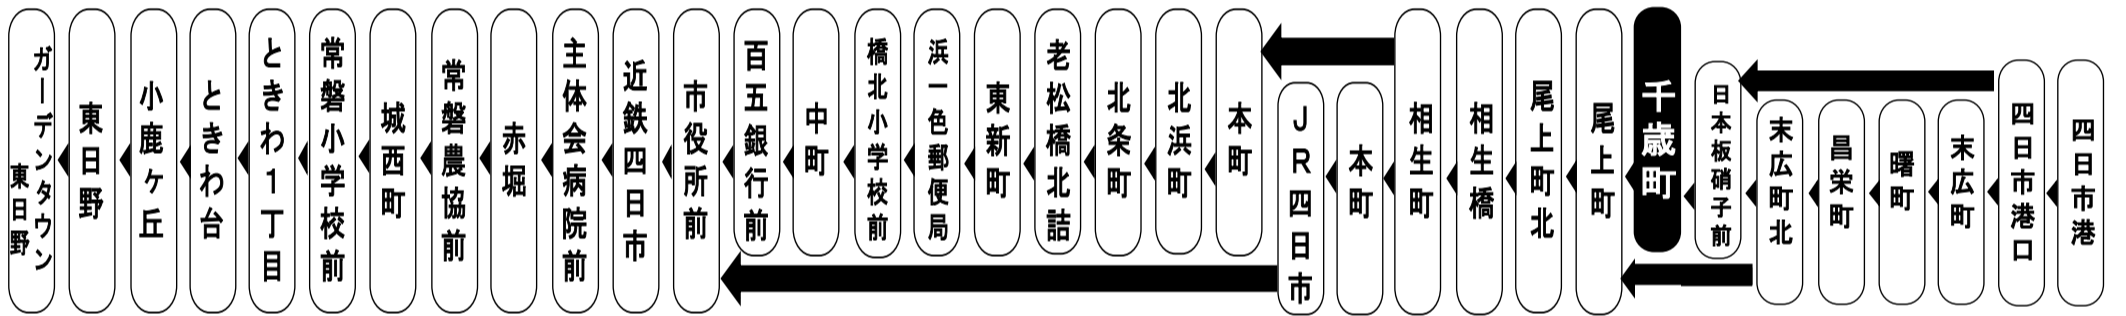 四日市港
四日市港口
末広町
曙町
昌栄町
末広町北
日本板硝子前
千歳町
尾上町
尾上町北
相生橋
相生町
本町
JR四日市
本町
北浜町
北条町
老松橋北詰
東新町
浜一色郵便局
橋北小学校前
中町
百五銀行前
市役所前
近鉄四日市
主体会病院前
赤堀
常磐農協前
城西町
常磐小学校前
ときわ1丁目
ときわ台
小鹿ヶ丘
東日野
ガーデンタウン
東日野